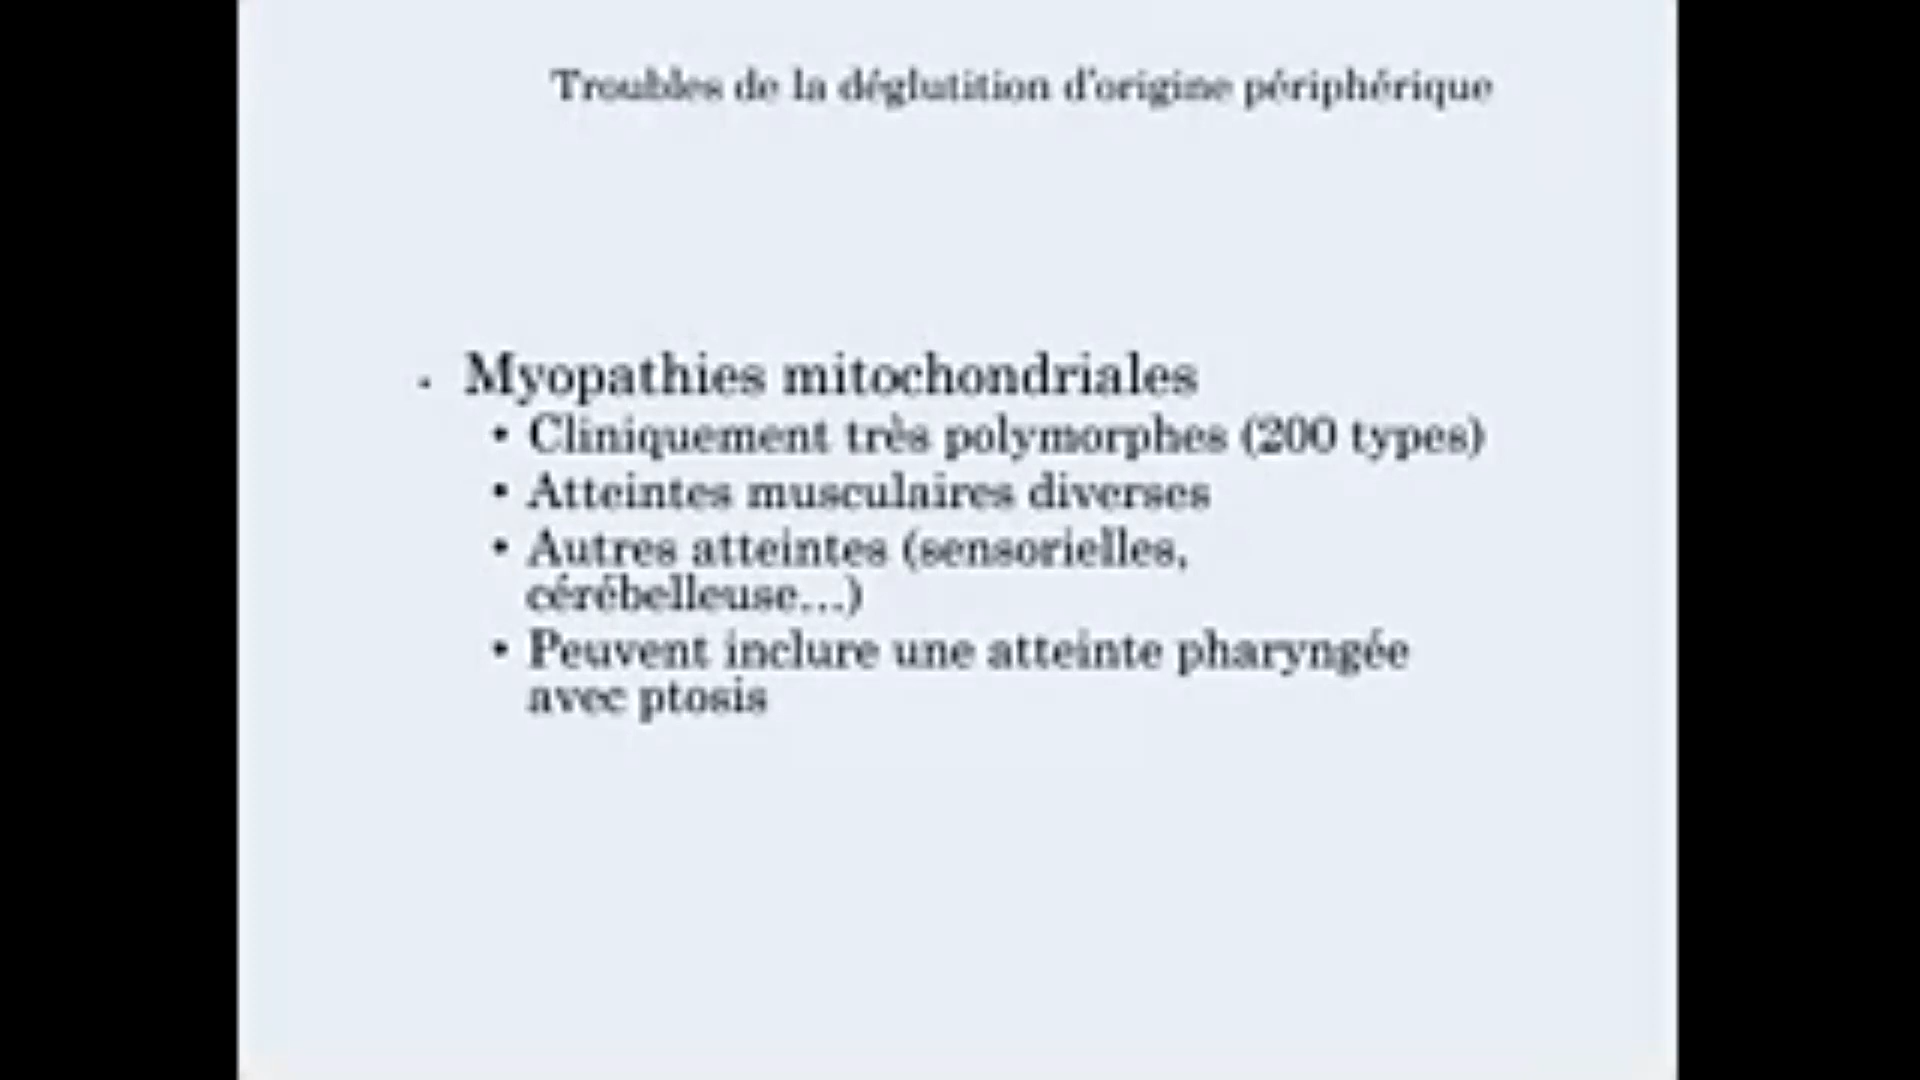 Troubles de la déglutition d'origine périphérique
• Myopathies mitochondriales
• Cliniquement très polymorphes (200 types)
• Atteintes musculaires diverses
• Autres atteintes (sensorielles,
cérébelleuse…)
• Peuvent inclure une atteinte pharyngée
avec ptosis